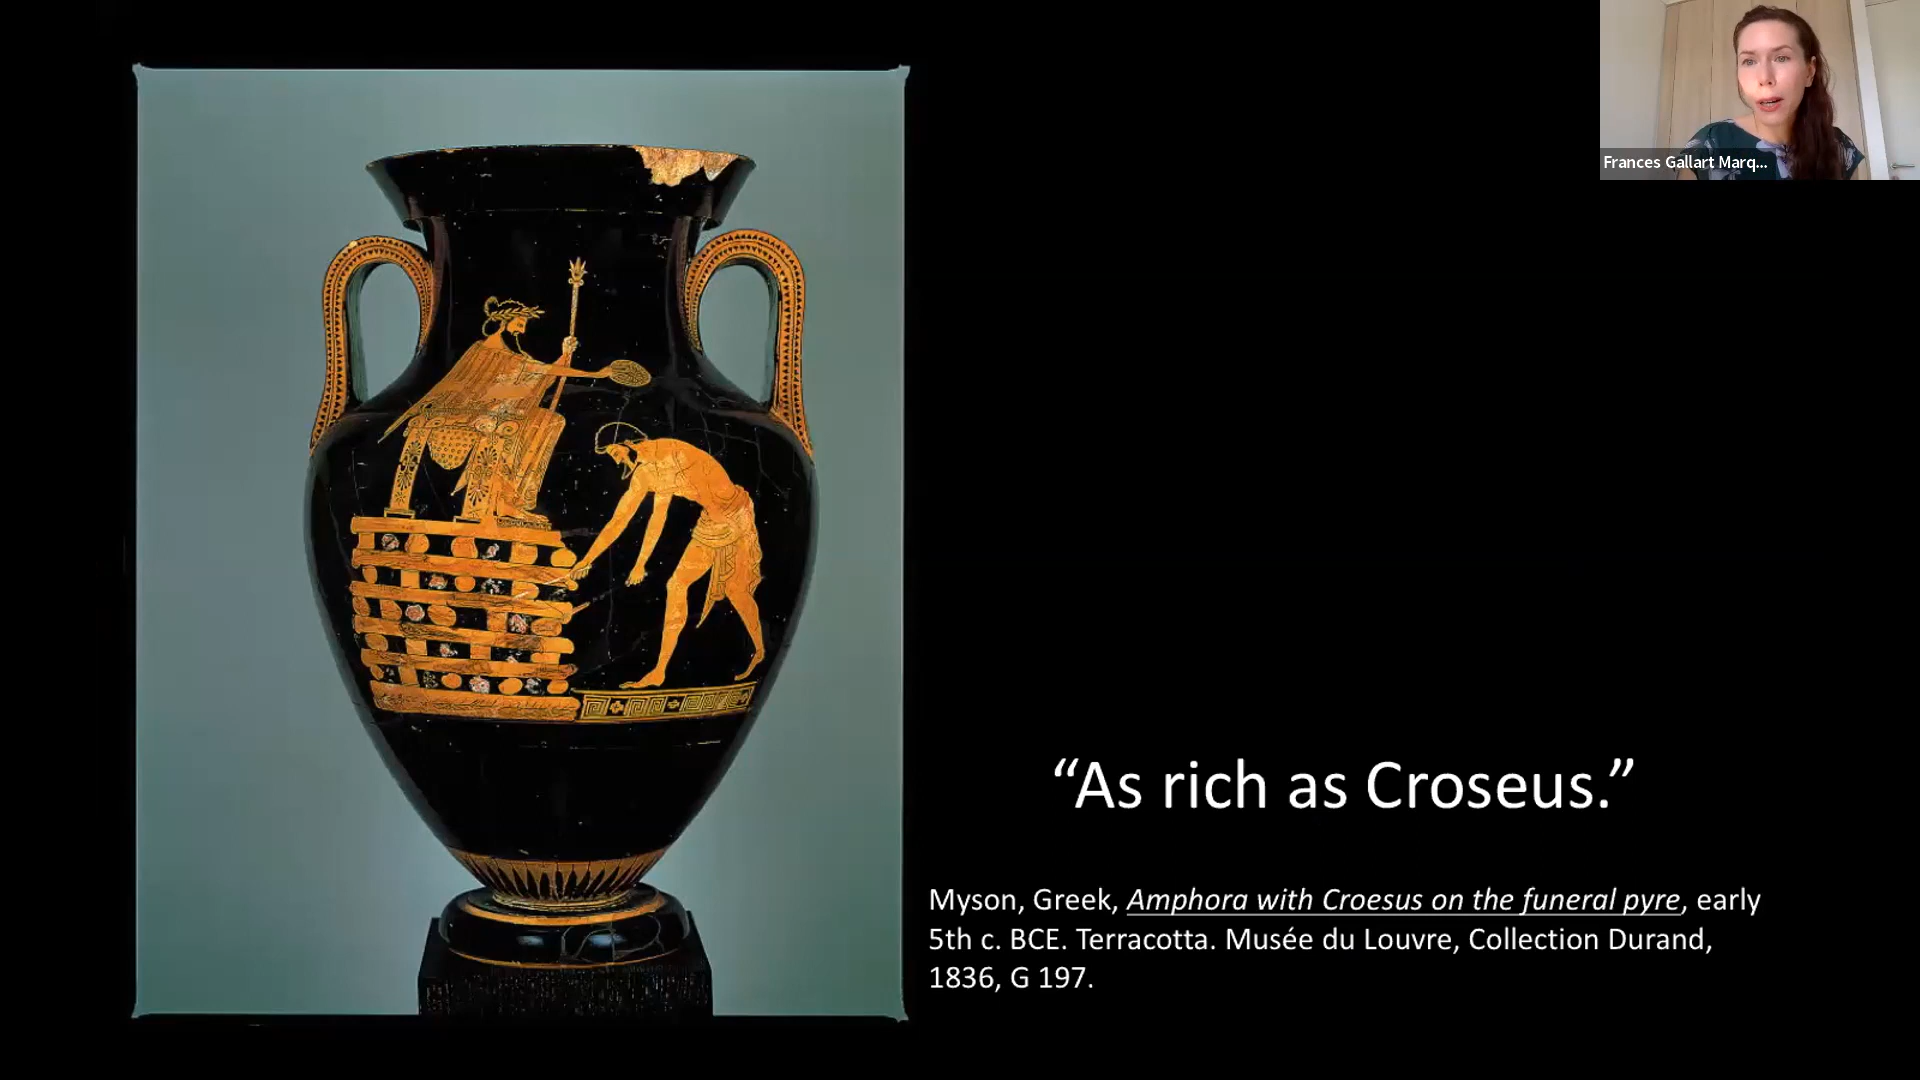 Frances Gallart Marq...
“As rich as Croseus.”
Myson, Greek, Amphora with Croesus on the funeral pyre, early
5th c. BCE. Terracotta. Musée du Louvre, Collection Durand,
1836, G 197.